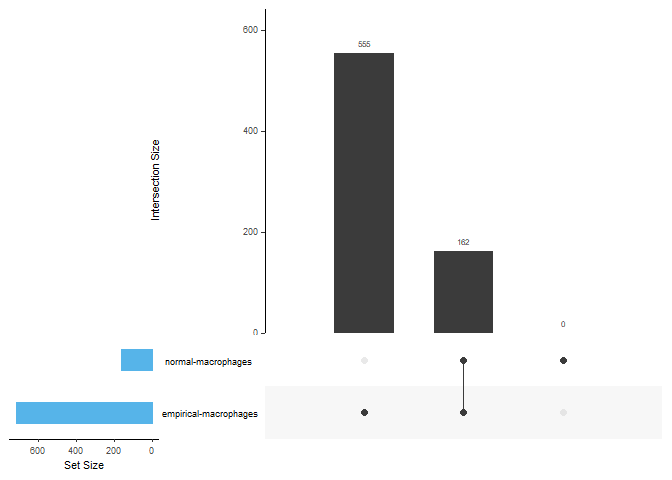 600
555
400
Intersection Size
200
162
0
0
normal-macrophages
empirical-macrophages
600 400 200 0
Set Size